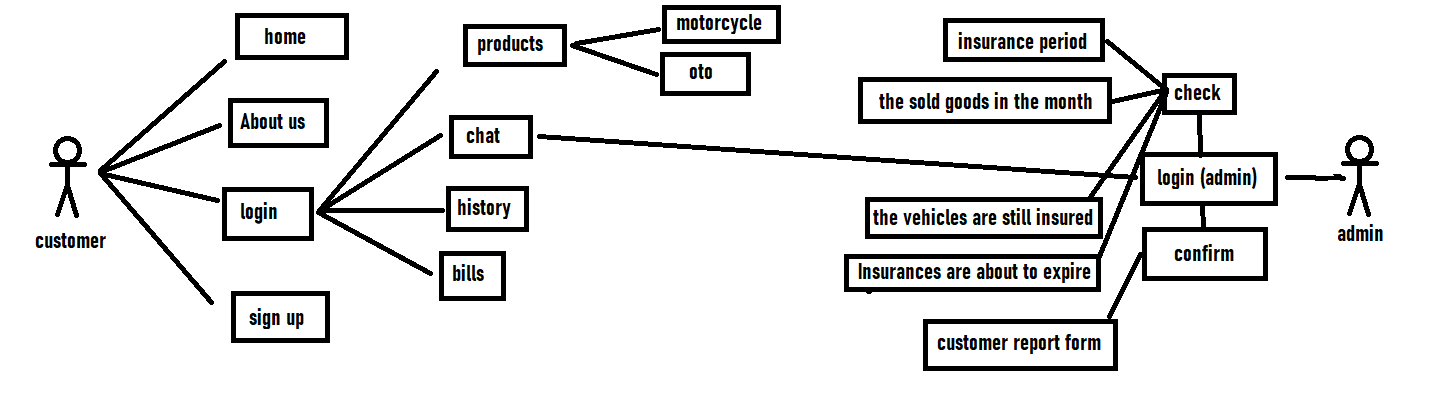 home
About us
login
sign up
customer
products
chat
history
bills
motorcycle
oto
insurance period
the sold goods in the month
the vehicles are still insured
Insurances are about to expire
customer report form
check
login (admin)
confirm
admin